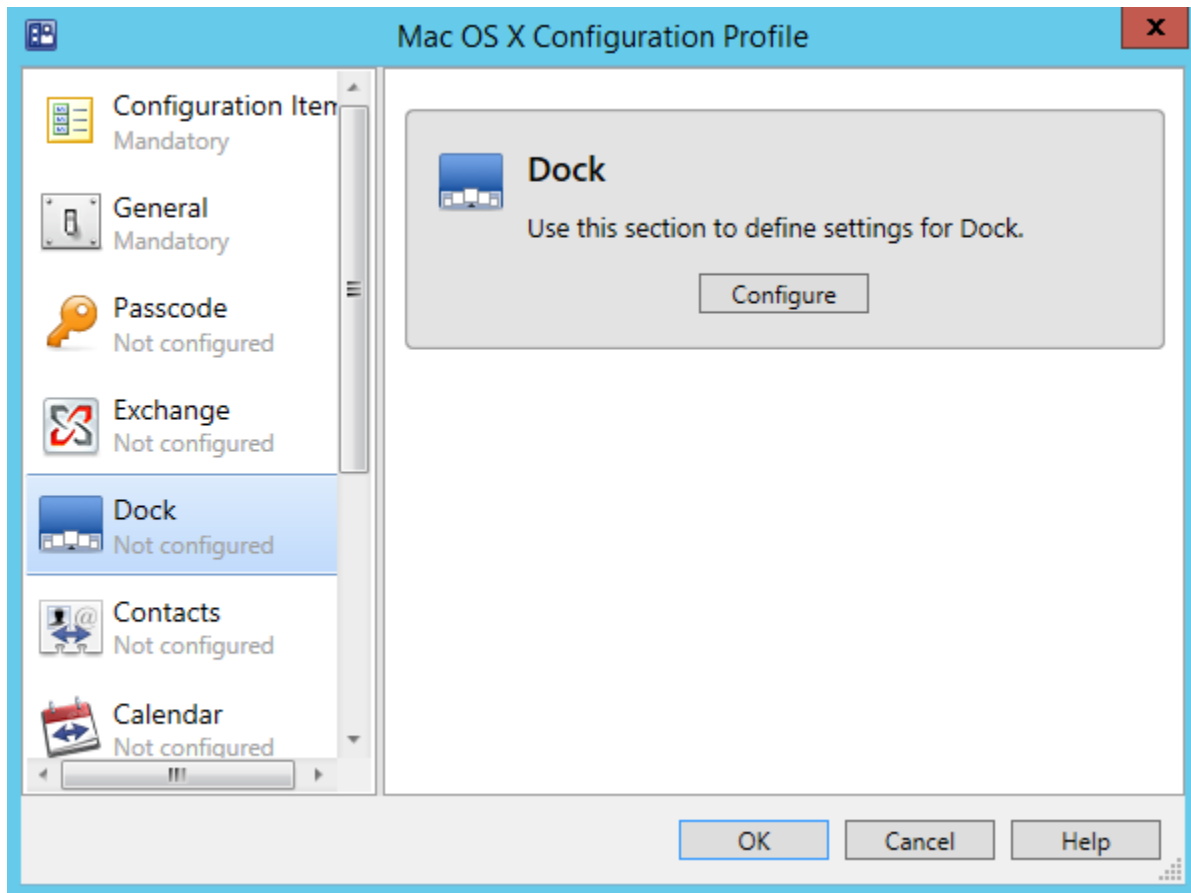 Mac OS X Configuration Profile
x
Configuration Item
Mandatory
General
Mandatory
Passcode
Not configured
Exchange
Not configured
Dock
Not configured
Contacts
Not configured
Calendar
Not configured
Dock
Use this section to define settings for Dock.
Configure
OK
Cancel
Help